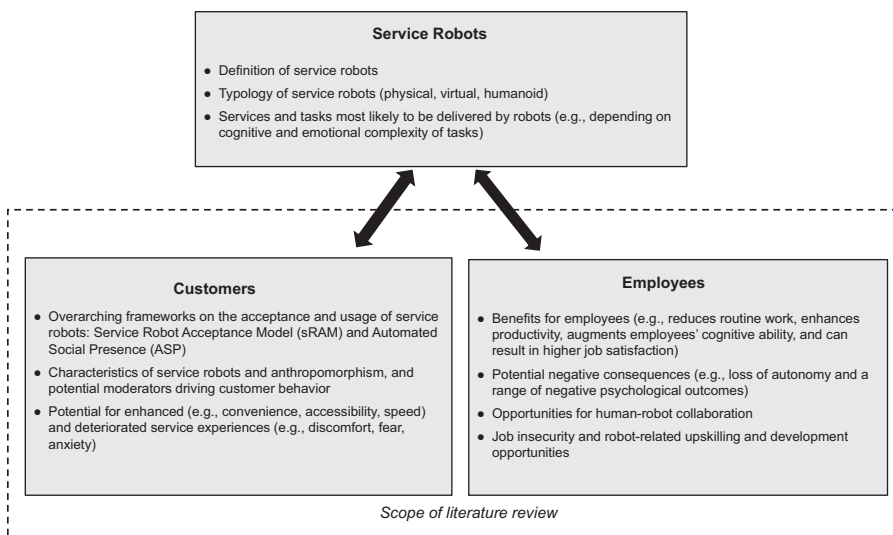 Service Robots
● Definition of service robots
● Typology of service robots (physical, virtual, humanoid)
● Services and tasks most likely to be delivered by robots (e.g., depending on
cognitive and emotional complexity of tasks)
Customers
● Overarching frameworks on the acceptance and usage of service
robots: Service Robot Acceptance Model (sRAM) and Automated
Social Presence (ASP)
● Characteristics of service robots and anthropomorphism, and
potential moderators driving customer behavior
● Potential for enhanced (e.g., convenience, accessibility, speed)
and deteriorated service experiences (e.g., discomfort, fear,
anxiety)
Employees
● Benefits for employees (e.g., reduces routine work, enhances
productivity, augments employees’ cognitive ability, and can
result in higher job satisfaction)
● Potential negative consequences (e.g., loss of autonomy and a
range of negative psychological outcomes)
● Opportunities for human-robot collaboration
● Job insecurity and robot-related upskilling and development
opportunities
Scope of literature review